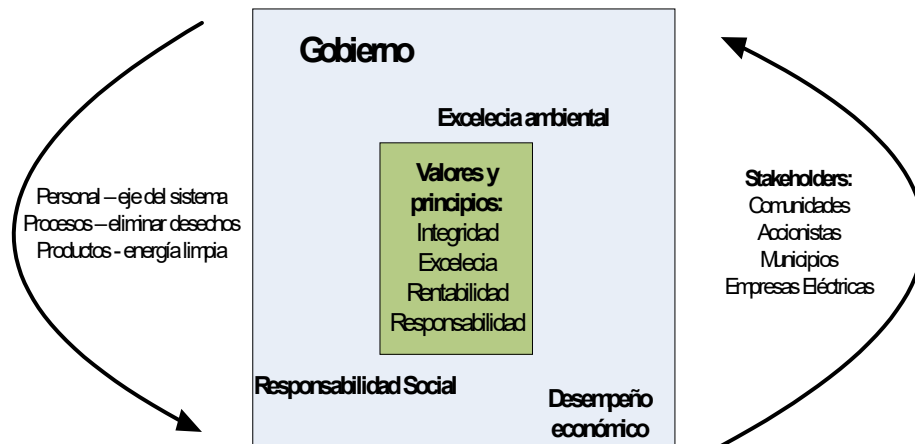 Gobierno
Excelecia ambiental
Personal – eje del sistema
Procesos – eliminar desechos
Productos - energía limpia
Valores y
principios:
Integridad
Excelecia
Rentabilidad
Responsabilidad
Stakeholders:
Comunidades
Accionistas
Municipios
Empresas Eléctricas
Responsabilidad Social
Desempeño
económico